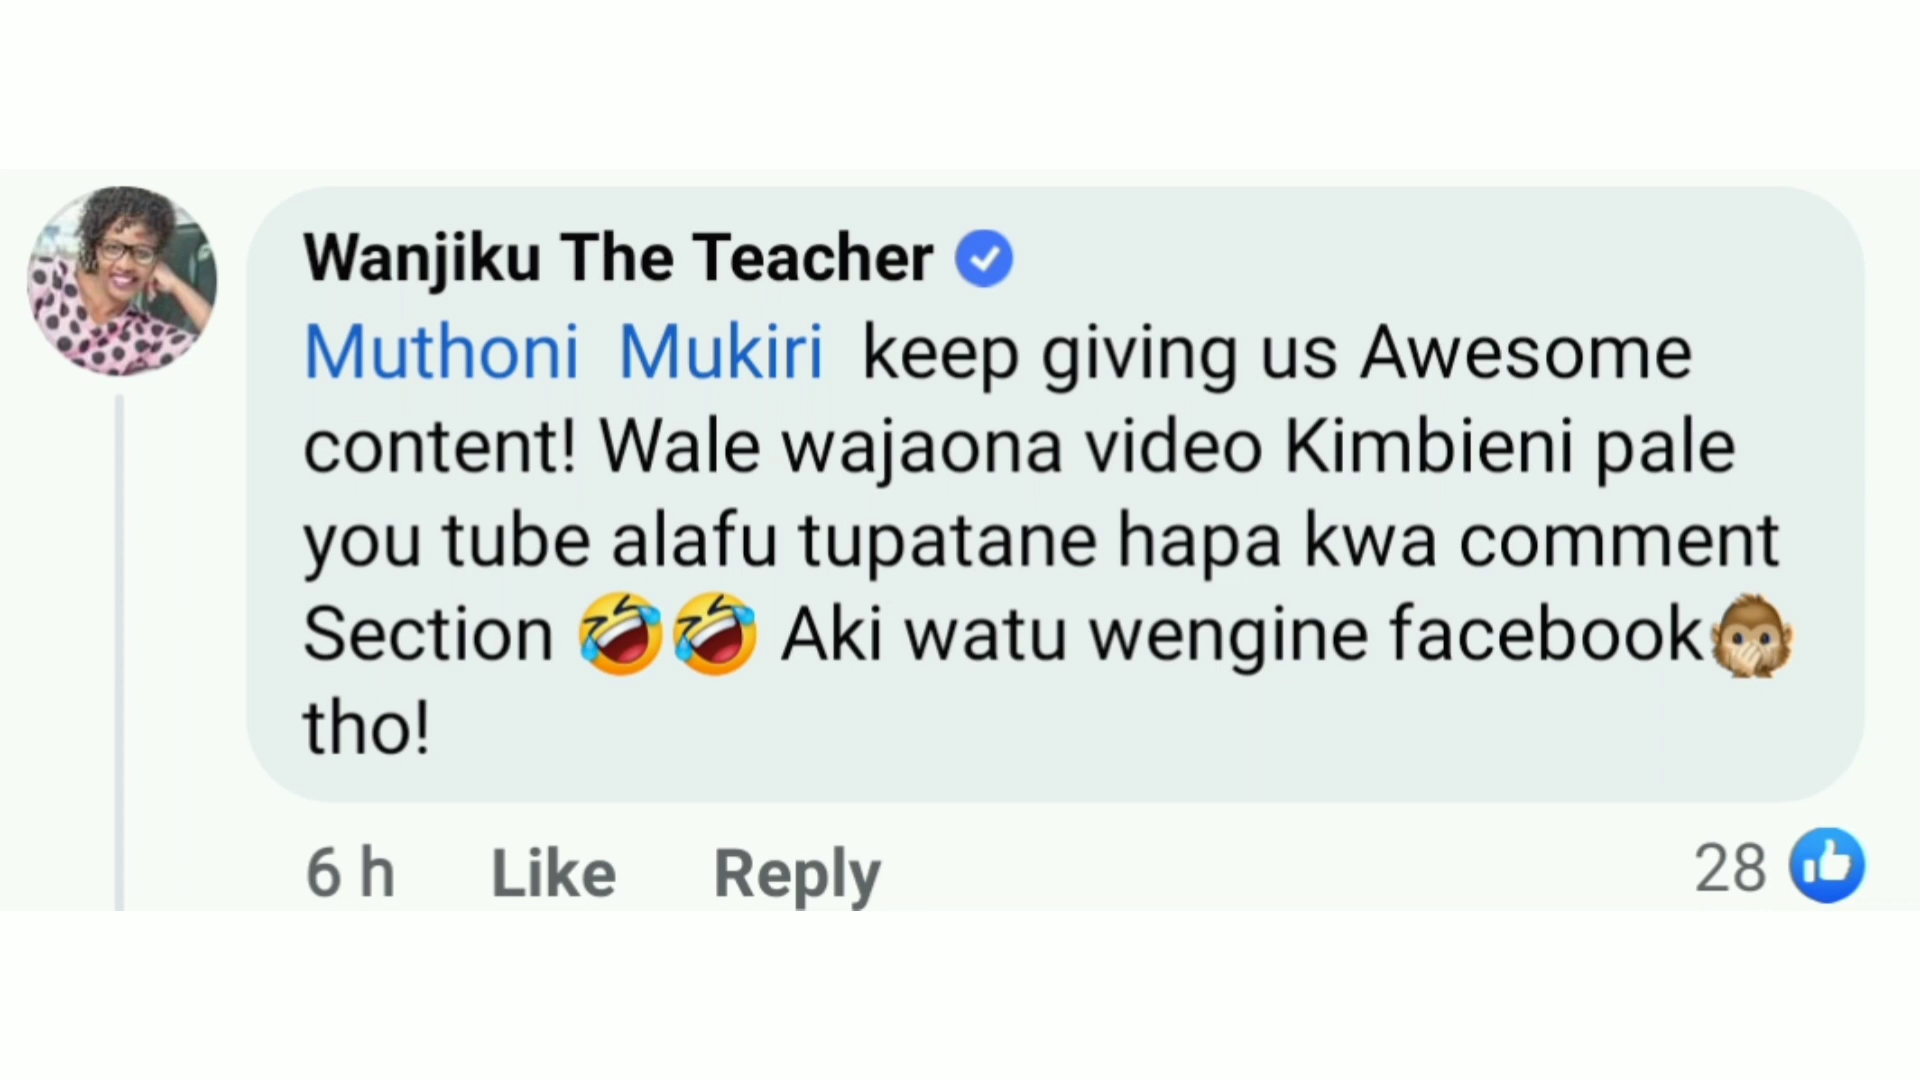 Wanjiku The Teacher
Muthoni Mukiri keep giving us Awesome
content! Wale wajaona video Kimbieni pale
you tube alafu tupatane hapa kwa comment
Section 🤣🤣 Aki watu wengine facebook🙊
tho!
6 h Like Reply 28